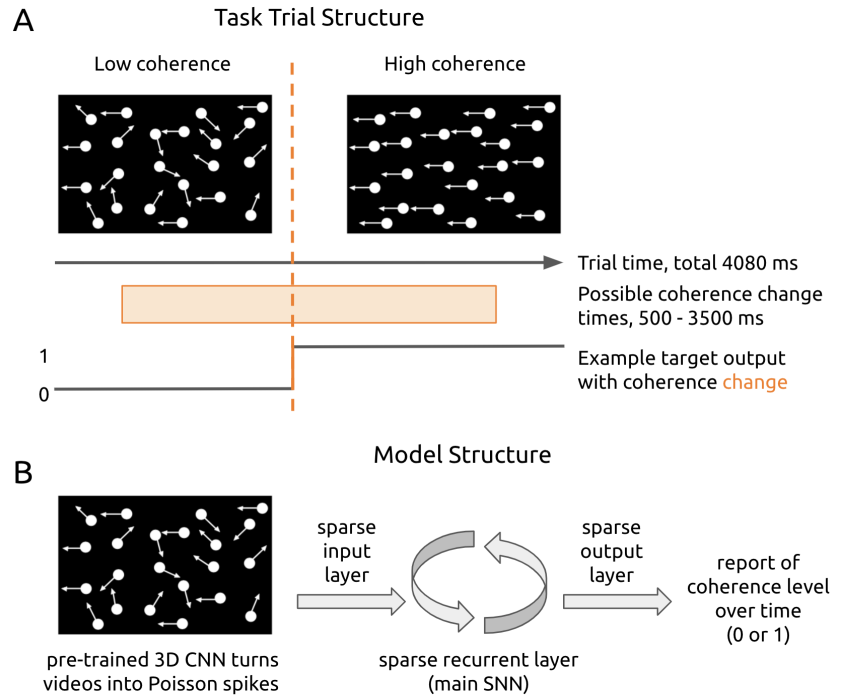 A
Task Trial Structure
Low coherence
High coherence
Trial time, total 4080 ms
Possible coherence change
times, 500 - 3500 ms
1
0
Example target output
with coherence change
B
Model Structure
sparse
input
layer
sparse
output
layer
report of
coherence level
over time
(0 or 1)
pre-trained 3D CNN turns
videos into Poisson spikes
sparse recurrent layer
(main SNN)